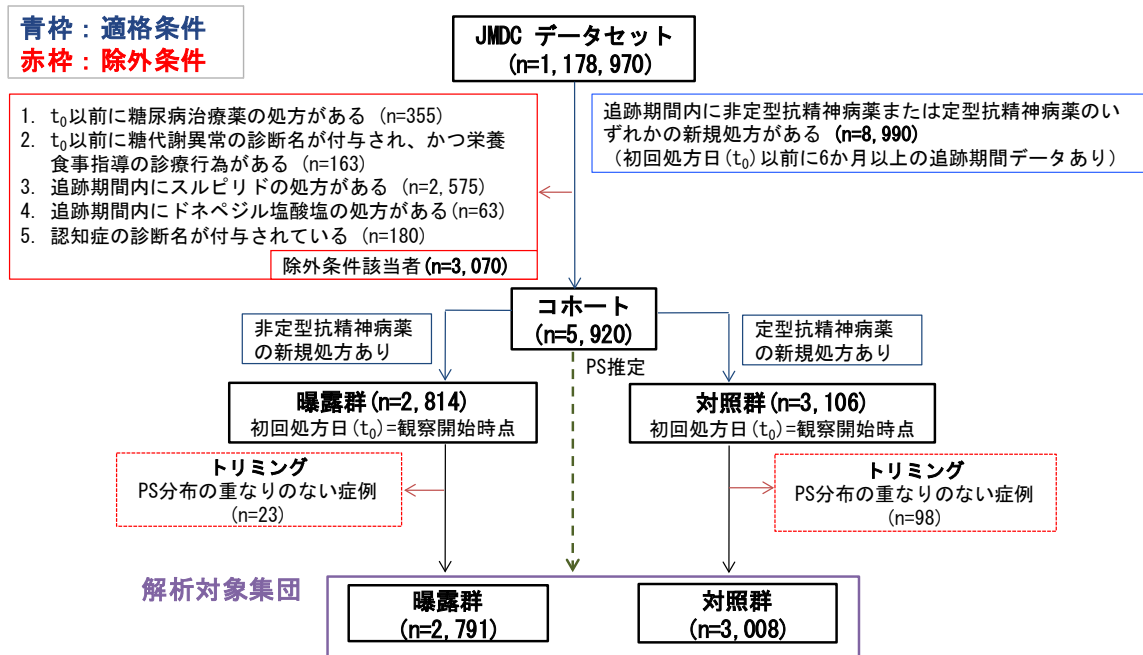 青枠：適格条件
赤枠：除外条件
JMDC データセット
(n=1,178,970)
1. t₀以前に糖尿病治療薬の処方がある (n=355)
2. t₀以前に糖代謝異常の診断名が付与され、かつ栄養
食事指導の診療行為がある (n=163)
3. 追跡期間内にスルピリドの処方がある (n=2,575)
4. 追跡期間内にドネペジル塩酸塩の処方がある(n=63)
5. 認知症の診断名が付与されている (n=180)
除外条件該当者(n=3,070)
追跡期間内に非定型抗精神病薬または定型抗精神病薬のい
ずれかの新規処方がある (n=8,990)
（初回処方日(t₀)以前に6か月以上の追跡期間データあり）
コホート
(n=5,920)
非定型抗精神病薬
の新規処方あり
PS推定
定型抗精神病薬
の新規処方あり
曝露群(n=2,814)
初回処方日(t₀)=観察開始時点
対照群(n=3,106)
初回処方日(t₀)=観察開始時点
トリミング
PS分布の重なりのない症例
(n=23)
トリミング
PS分布の重なりのない症例
(n=98)
解析対象集団
曝露群
(n=2,791)
対照群
(n=3,008)